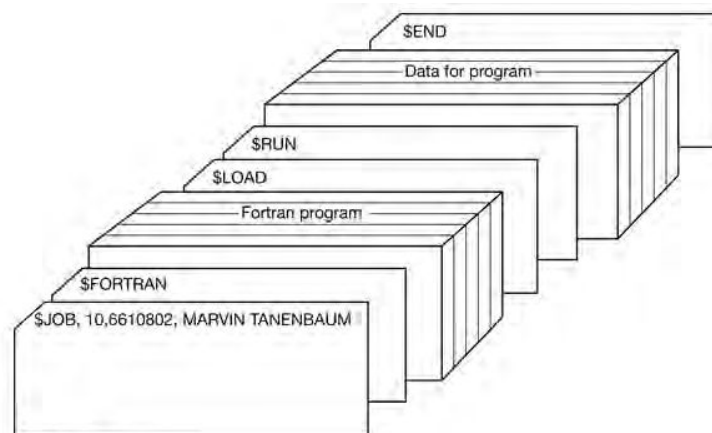 $END
Data for program
$RUN
$LOAD
Fortran program
$FORTRAN
$JOB, 10,6610802, MARVIN TANENBAUM